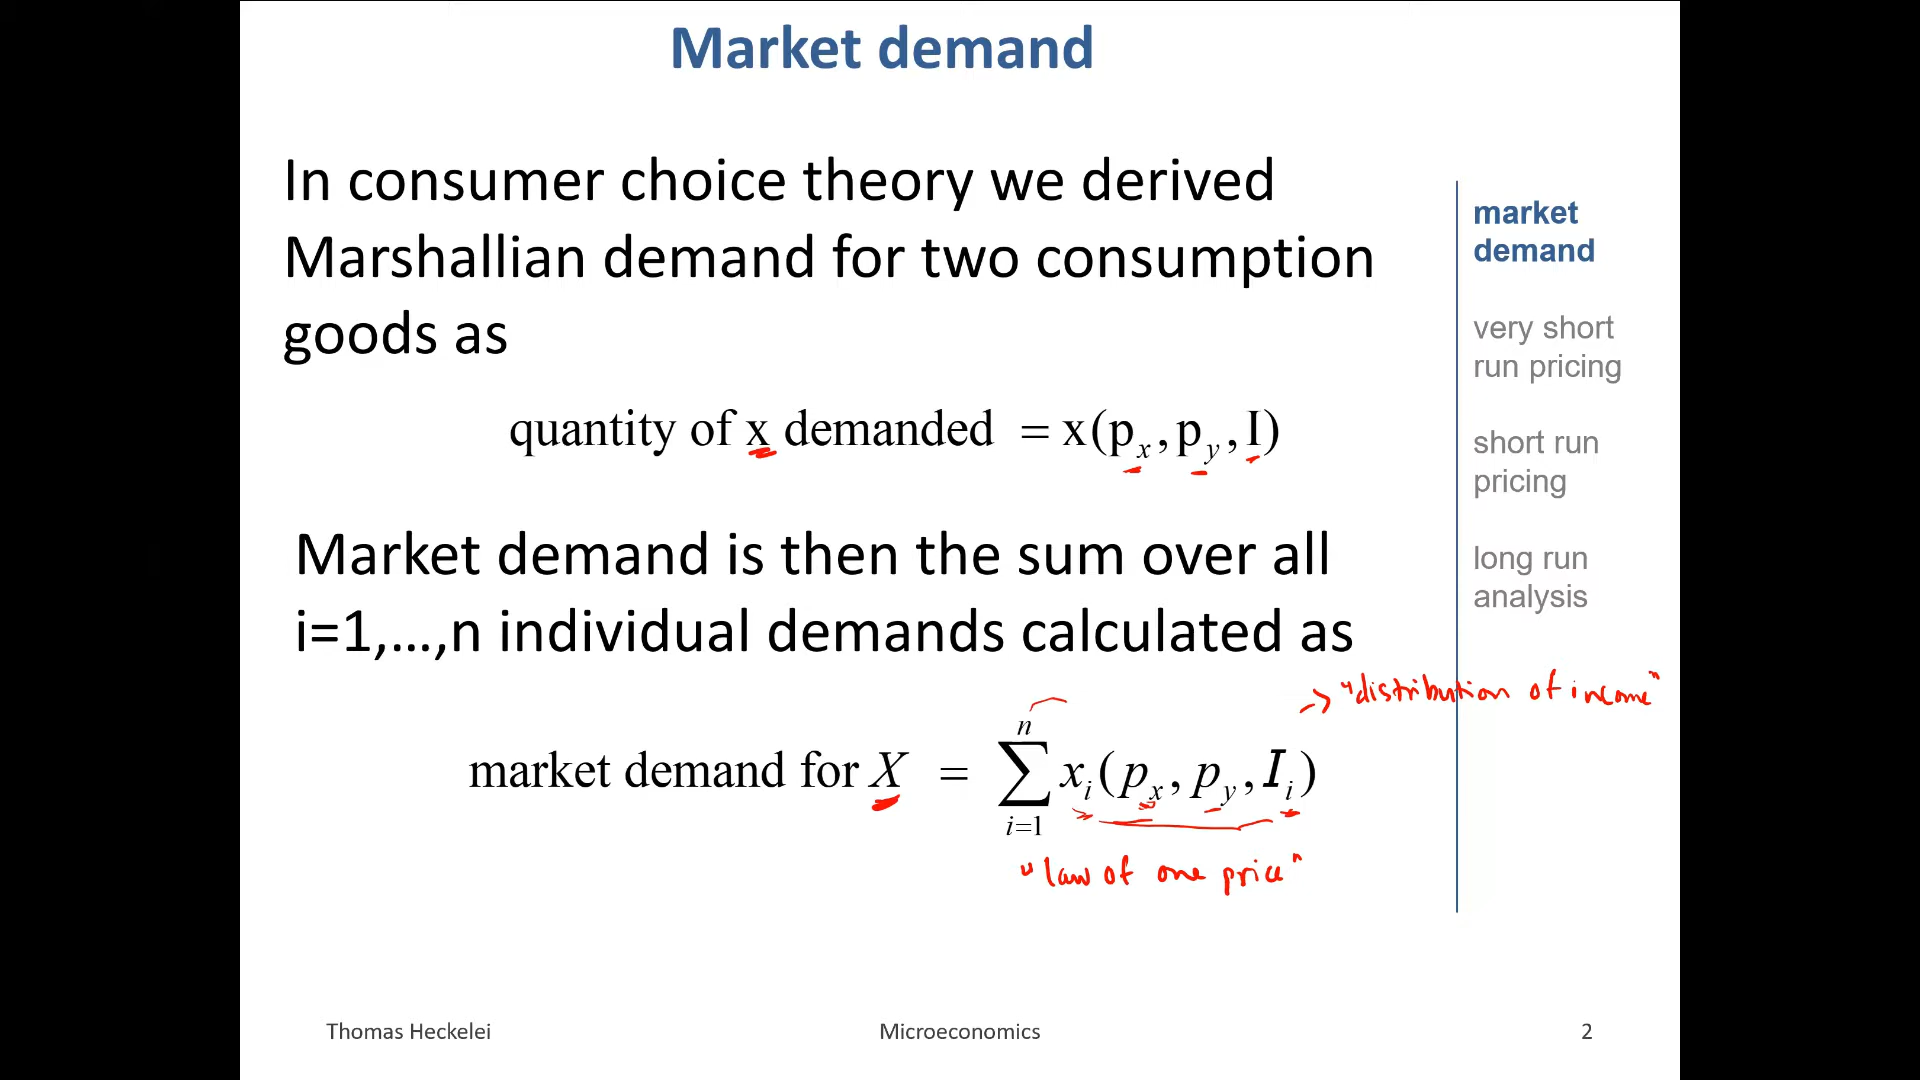 Market demand
In consumer choice theory we derived
Marshallian demand for two consumption
goods as
quantity of x demanded = x(pₓ, p_y, I)
Market demand is then the sum over all
i=1,…,n individual demands calculated as
"distribution of income"
market demand for X = ∑_{i=1}^{n} x_i(p_x, p_y, I_i)
"law of one price"
market
demand
very short
run pricing
short run
pricing
long run
analysis
Thomas Heckelei Microeconomics 2